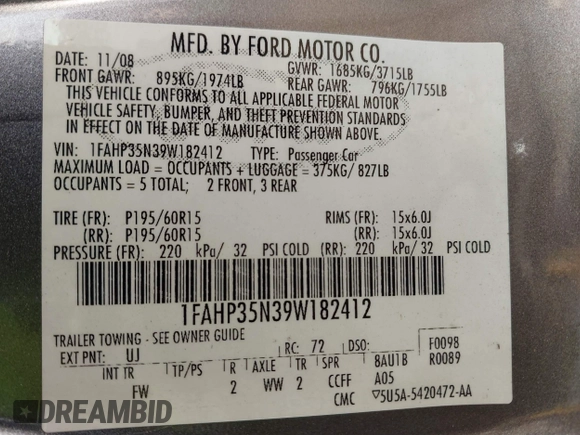 MFD. BY FORD MOTOR CO.
DATE: 11/08 GVWR: 1685KG/3715LB
FRONT GAWR: 895KG/1974LB REAR GAWR: 796KG/1755LB
THIS VEHICLE CONFORMS TO ALL APPLICABLE FEDERAL MOTOR
VEHICLE SAFETY, BUMPER, AND THEFT PREVENTION STANDARDS
IN EFFECT ON THE DATE OF MANUFACTURE SHOWN ABOVE.
VIN: 1FAHP35N39W182412 TYPE: Passenger Car
MAXIMUM LOAD = OCCUPANTS + LUGGAGE = 375KG/ 827LB
OCCUPANTS = 5 TOTAL; 2 FRONT, 3 REAR
TIRE (FR): P195/60R15 RIMS (FR): 15x6.0J
(RR): P195/60R15 (RR): 15x6.0J
PRESSURE (FR): 220 kPa/ 32 PSI COLD (RR): 220 kPa/ 32 PSI COLD
1FAHP35N39W182412
TRAILER TOWING - SEE OWNER GUIDE
EXT PNT: UJ RC: 72 DSO: F0098
INT TR TP/PS R AXLE TR SPR 8AU1B R0089
FW 2 WW 2 CCFF A05
CMC ▽5U5A-5420472-AA
DREAMBID